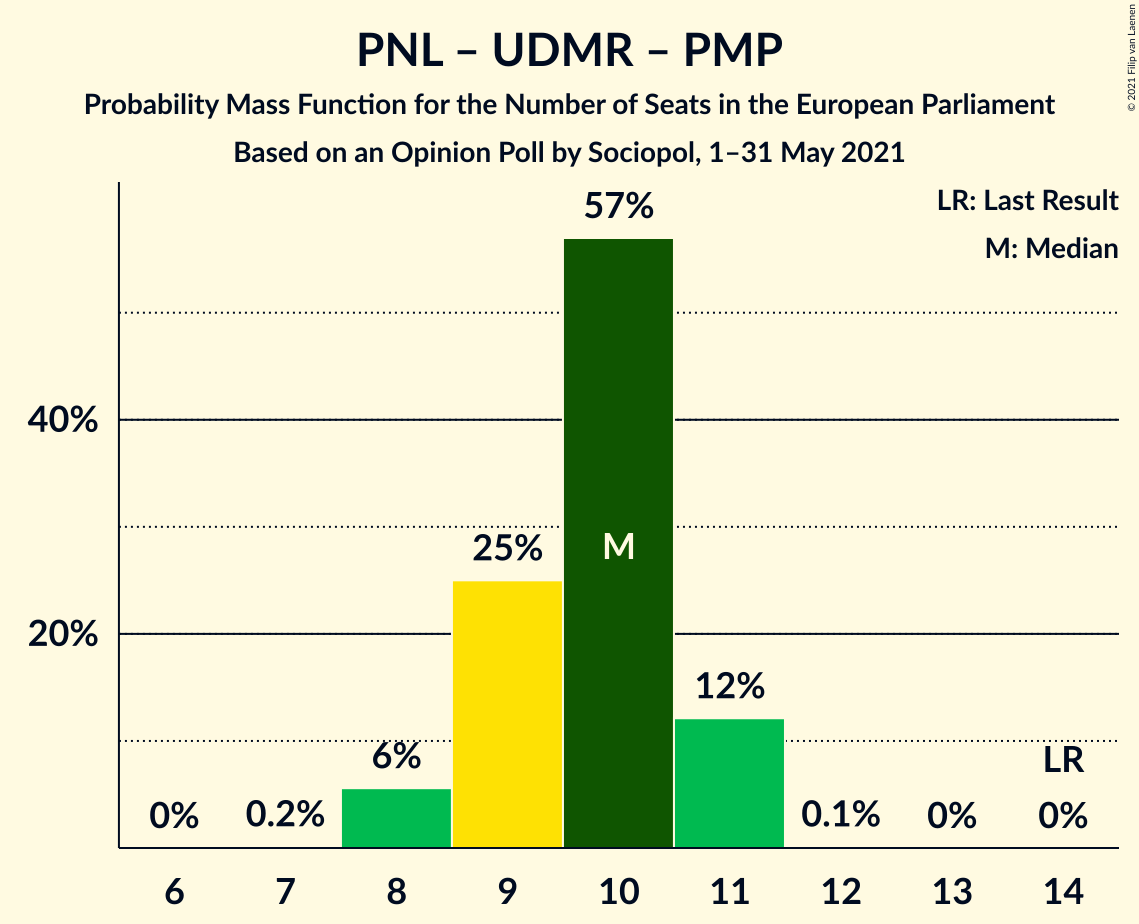 PNL – UDMR – PMP
Probability Mass Function for the Number of Seats in the European Parliament
Based on an Opinion Poll by Sociopol, 1–31 May 2021
© 2021 Filip van Laenen
LR: Last Result
M: Median
57%
40%
M
25%
20%
12%
6%
LR
0%
0.2%
0.1%
0%
0%
6 7 8 9 10 11 12 13 14